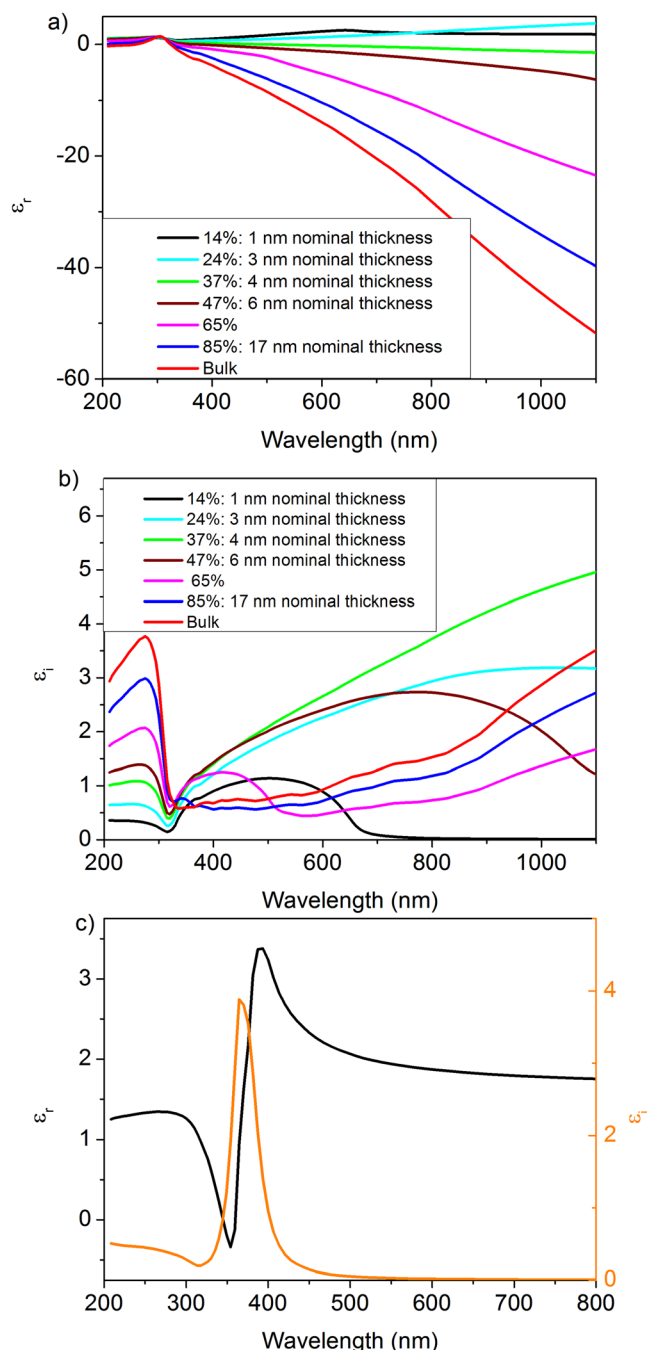 a)
0
-20
-40
-60
εr
14%: 1 nm nominal thickness
24%: 3 nm nominal thickness
37%: 4 nm nominal thickness
47%: 6 nm nominal thickness
65%
85%: 17 nm nominal thickness
Bulk
200 400 600 800 1000
Wavelength (nm)
b)
6
5
4
3
2
1
0
εi
14%: 1 nm nominal thickness
24%: 3 nm nominal thickness
37%: 4 nm nominal thickness
47%: 6 nm nominal thickness
65%
85%: 17 nm nominal thickness
Bulk
200 400 600 800 1000
Wavelength (nm)
c)
3
2
1
0
εr
4
2
0
εi
200 300 400 500 600 700 800
Wavelength (nm)